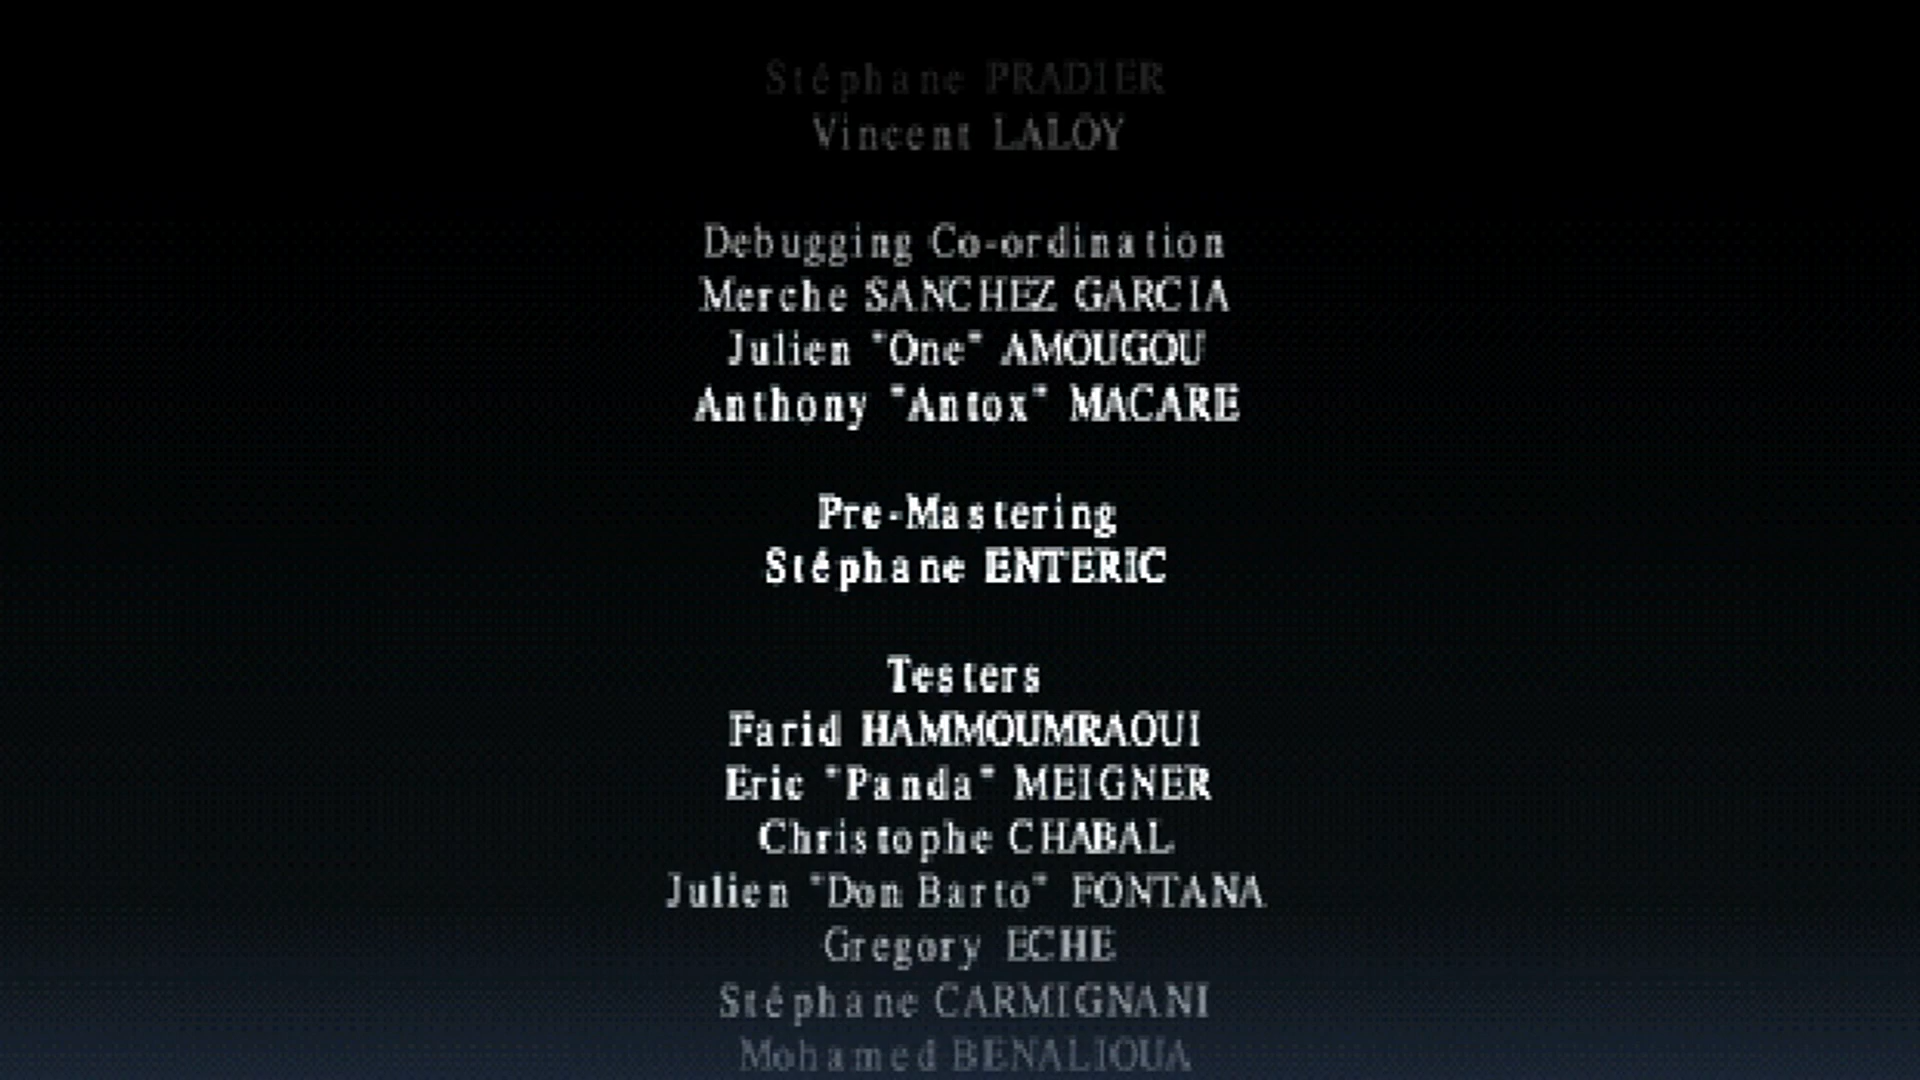 Stéphane PRADIER
Vincent LALOY
Debugging Co-ordination
Merche SANCHEZ GARCIA
Julien "One" AMOUGOU
Anthony "Antox" MACARE
Pre-Mastering
Stéphane ENTERIC
Testers
Farid HAMMOUMRAOUI
Eric "Panda" MEIGNER
Christophe CHABAL
Julien "Don Barto" FONTANA
Gregory ECHE
Stéphane CARMIGNANI
Mohamed BENALIOUA